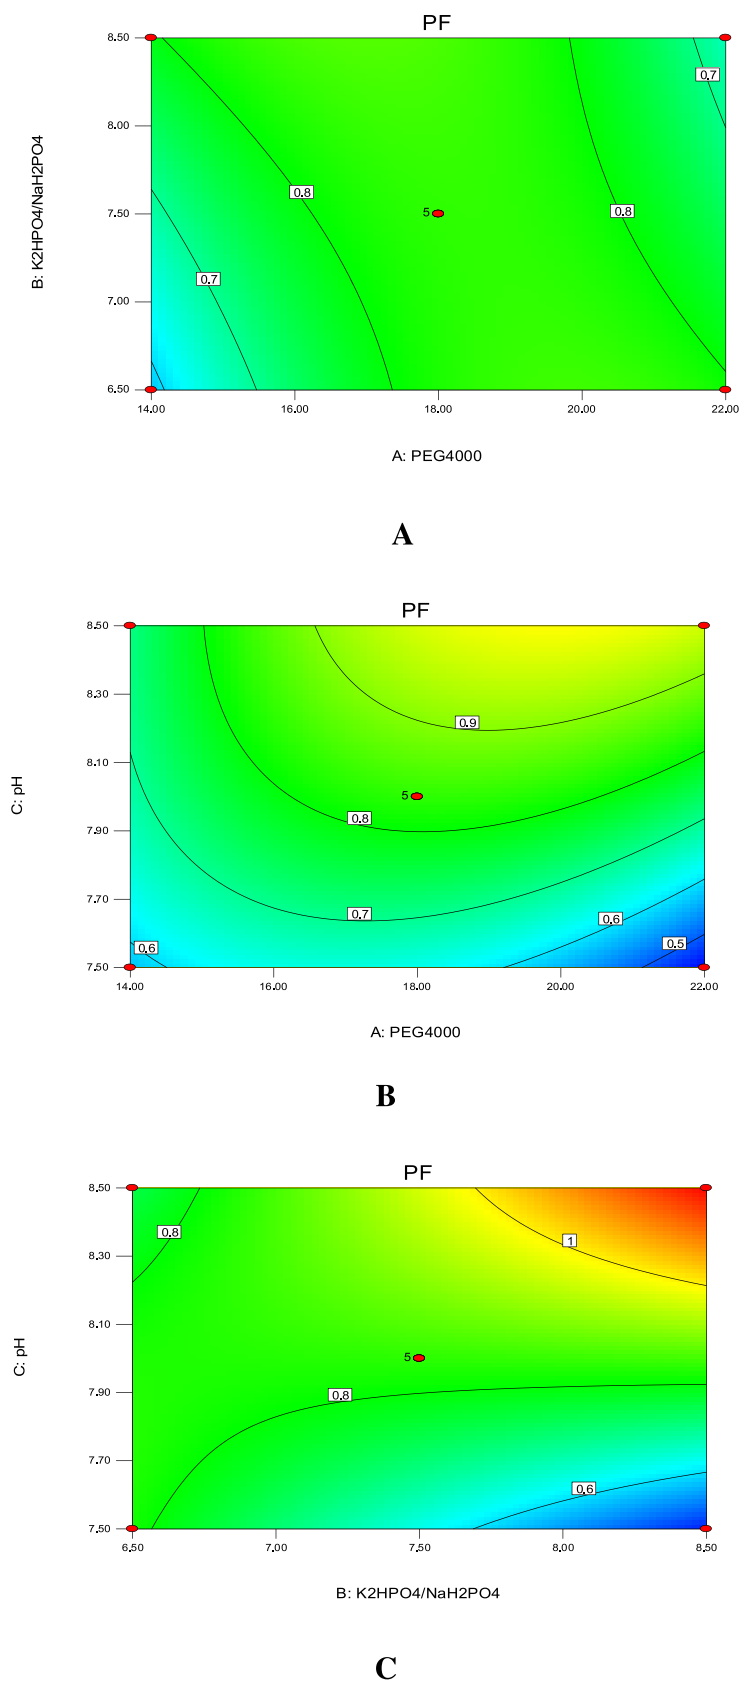 PF
8.50
0.7
8.00
0.8
B: K2HPO4/NaH2PO4
7.50
5
0.8
0.7
7.00
6.50
14.00 16.00 18.00 20.00 22.00
A: PEG4000
A
PF
8.50
8.30
0.9
8.10
C: pH
5
0.8
7.90
7.70
0.7
0.6
0.6
0.5
7.50
14.00 16.00 18.00 20.00 22.00
A: PEG4000
B
PF
8.50
0.8
1
8.30
8.10
C: pH
5
7.90
0.8
7.70
0.6
7.50
6.50 7.00 7.50 8.00 8.50
B: K2HPO4/NaH2PO4
C